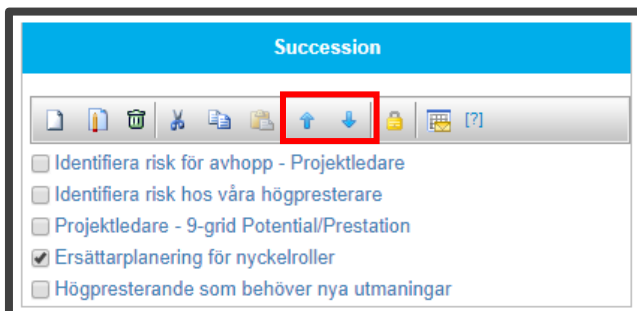 Succession
[?]
Identifiera risk för avhopp - Projektledare
Identifiera risk hos våra högpresterare
Projektledare - 9-grid Potential/Prestation
Ersättarplanering för nyckelroller
Högpresterande som behöver nya utmaningar